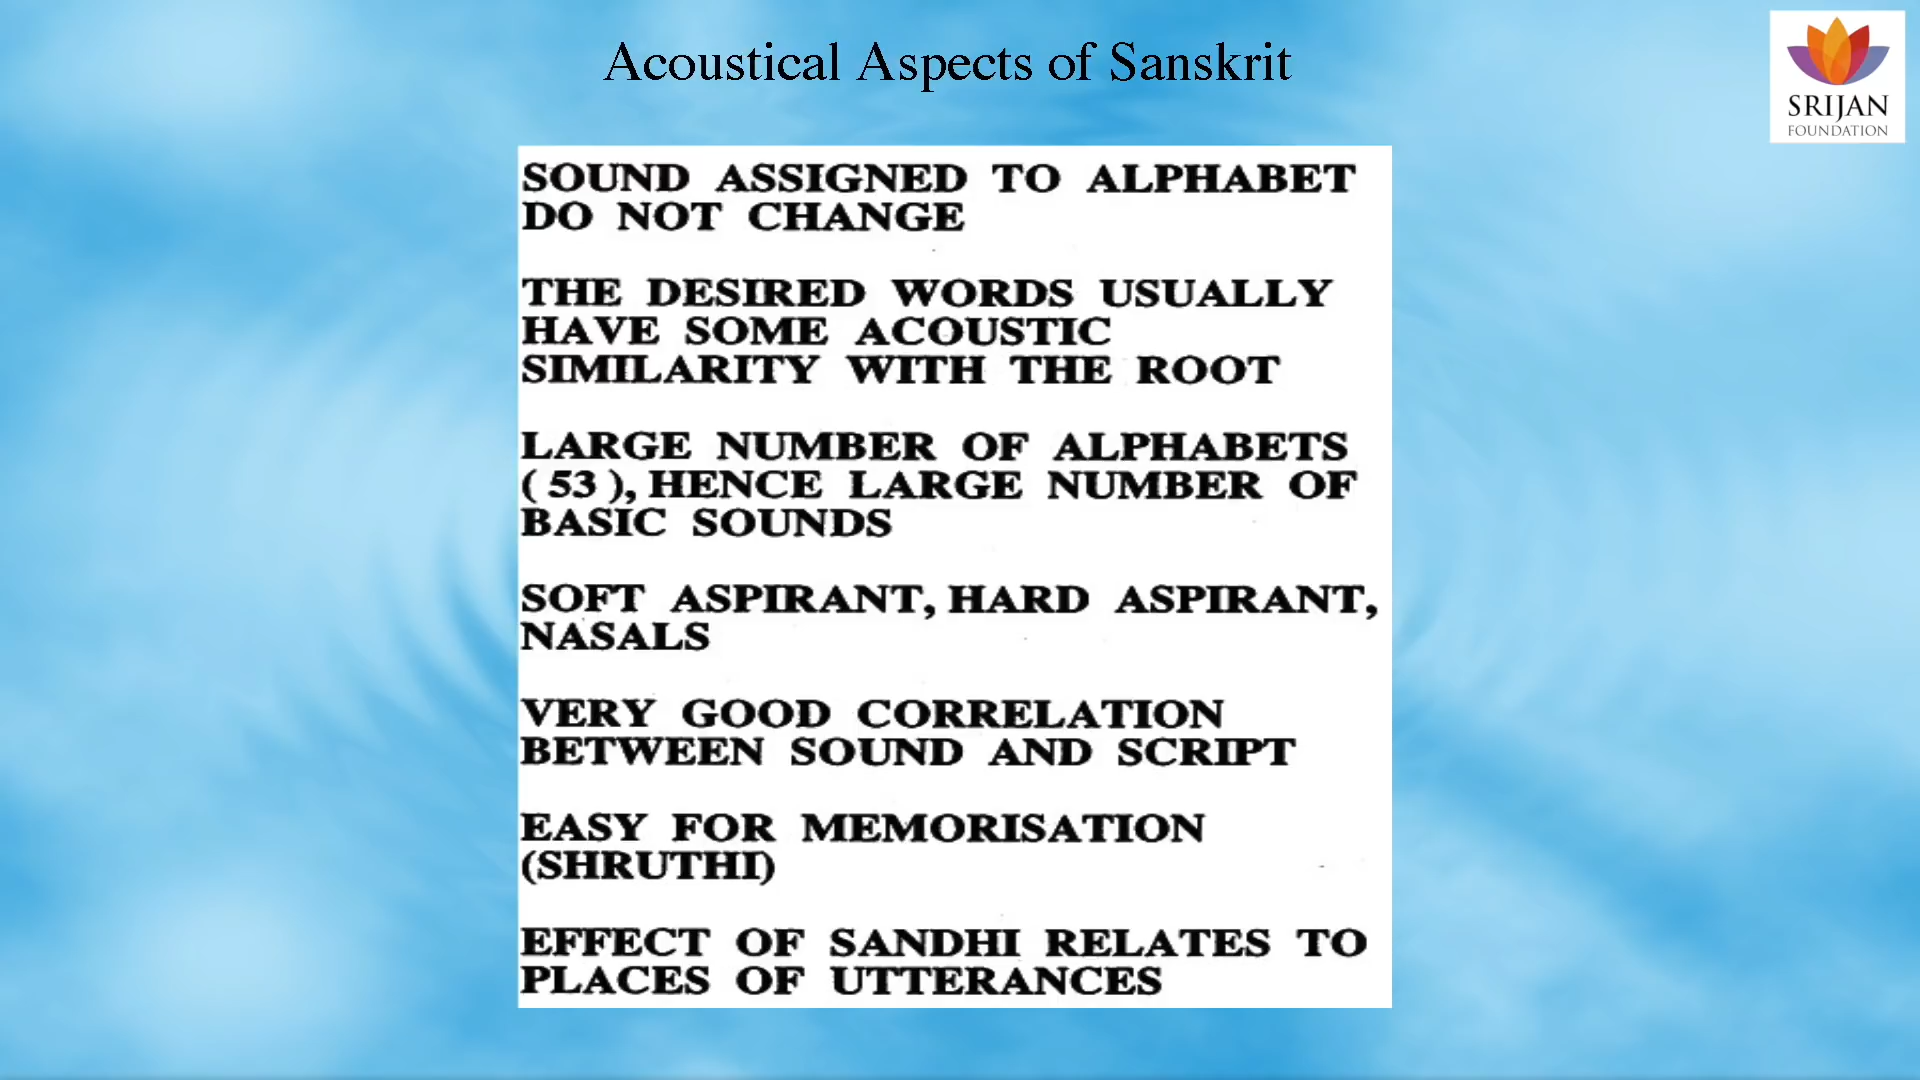 Acoustical Aspects of Sanskrit
SRIJAN
FOUNDATION
SOUND ASSIGNED TO ALPHABET
DO NOT CHANGE
THE DESIRED WORDS USUALLY
HAVE SOME ACOUSTIC
SIMILARITY WITH THE ROOT
LARGE NUMBER OF ALPHABETS
( 53 ), HENCE LARGE NUMBER OF
BASIC SOUNDS
SOFT ASPIRANT, HARD ASPIRANT,
NASALS
VERY GOOD CORRELATION
BETWEEN SOUND AND SCRIPT
EASY FOR MEMORISATION
(SHRUTHI)
EFFECT OF SANDHI RELATES TO
PLACES OF UTTERANCES